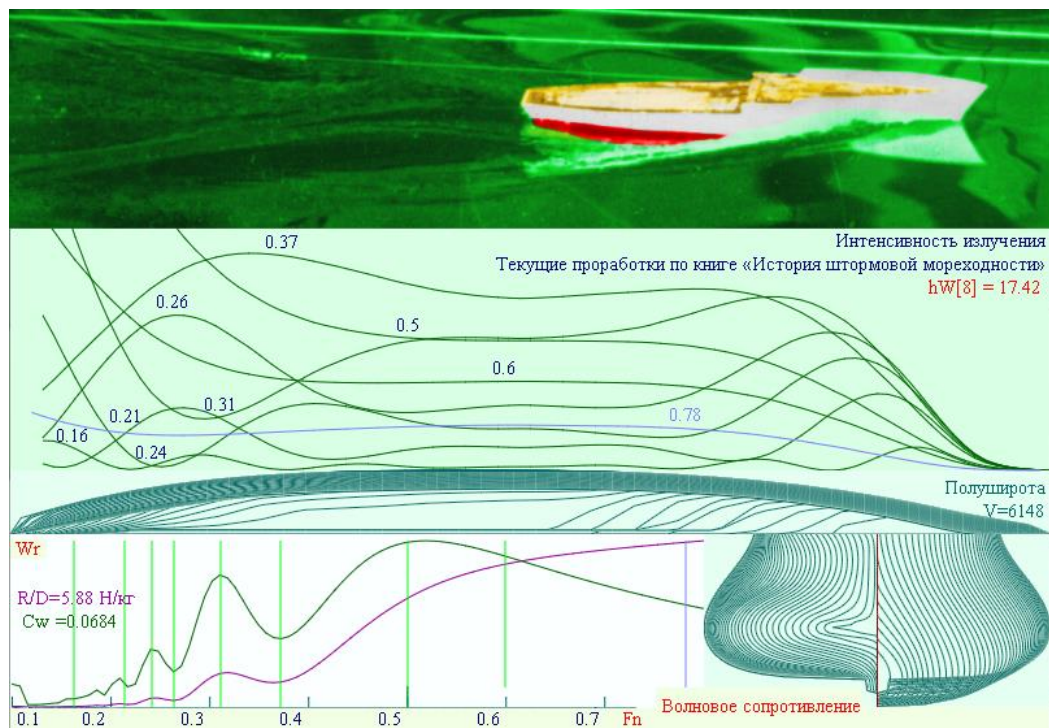 Интенсивность излучения
Текущие проработки по книге «История штормовой мореходности»
hW[8] = 17.42
0.37
0.26
0.5
0.6
0.21
0.31
0.78
0.16
0.24
Полуширота
V=6148
Wr
R/D=5.88 Н/кг
Cw =0.0684
0.1 0.2 0.3 0.4 0.5 0.6 0.7 Fn
Волновое сопротивление